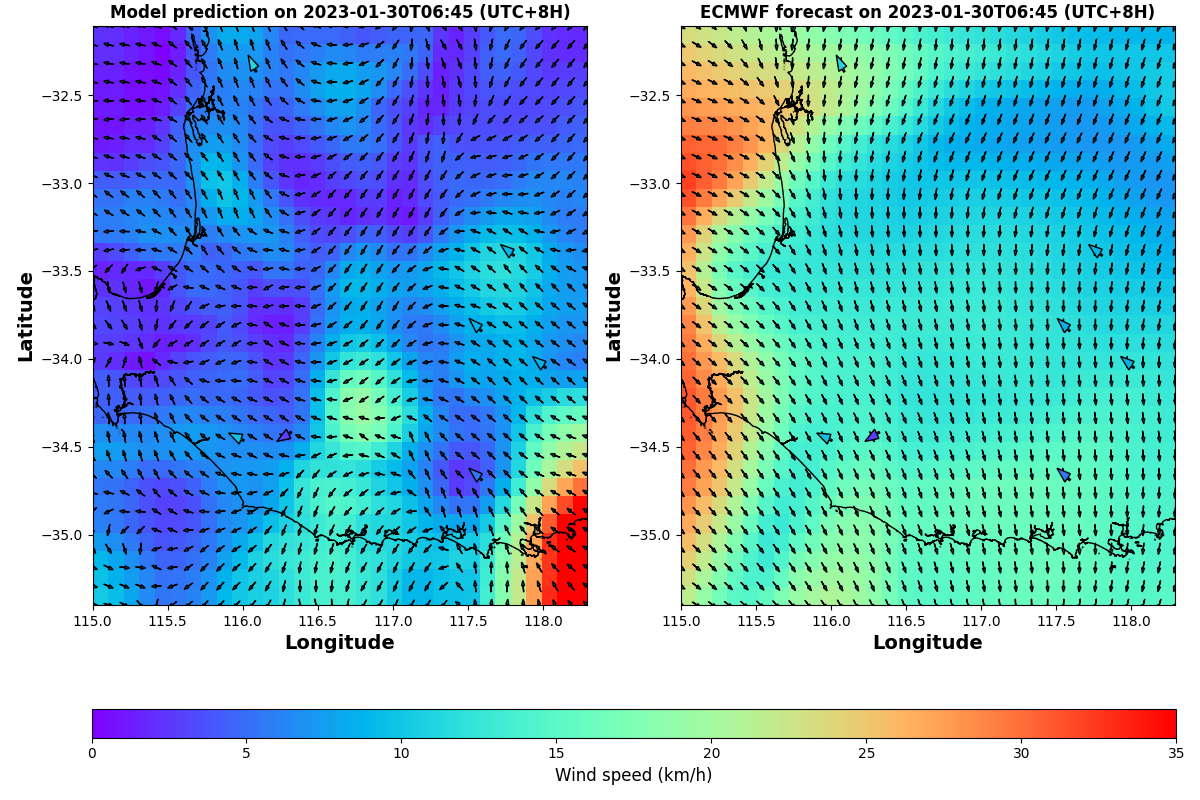 Model prediction on 2023-01-30T06:45 (UTC+8H)
ECMWF forecast on 2023-01-30T06:45 (UTC+8H)
Latitude
−32.5
−33.0
−33.5
−34.0
−34.5
−35.0
115.0 115.5 116.0 116.5 117.0 117.5 118.0
Longitude
Latitude
−32.5
−33.0
−33.5
−34.0
−34.5
−35.0
115.0 115.5 116.0 116.5 117.0 117.5 118.0
Longitude
0 5 10 15 20 25 30 35
Wind speed (km/h)